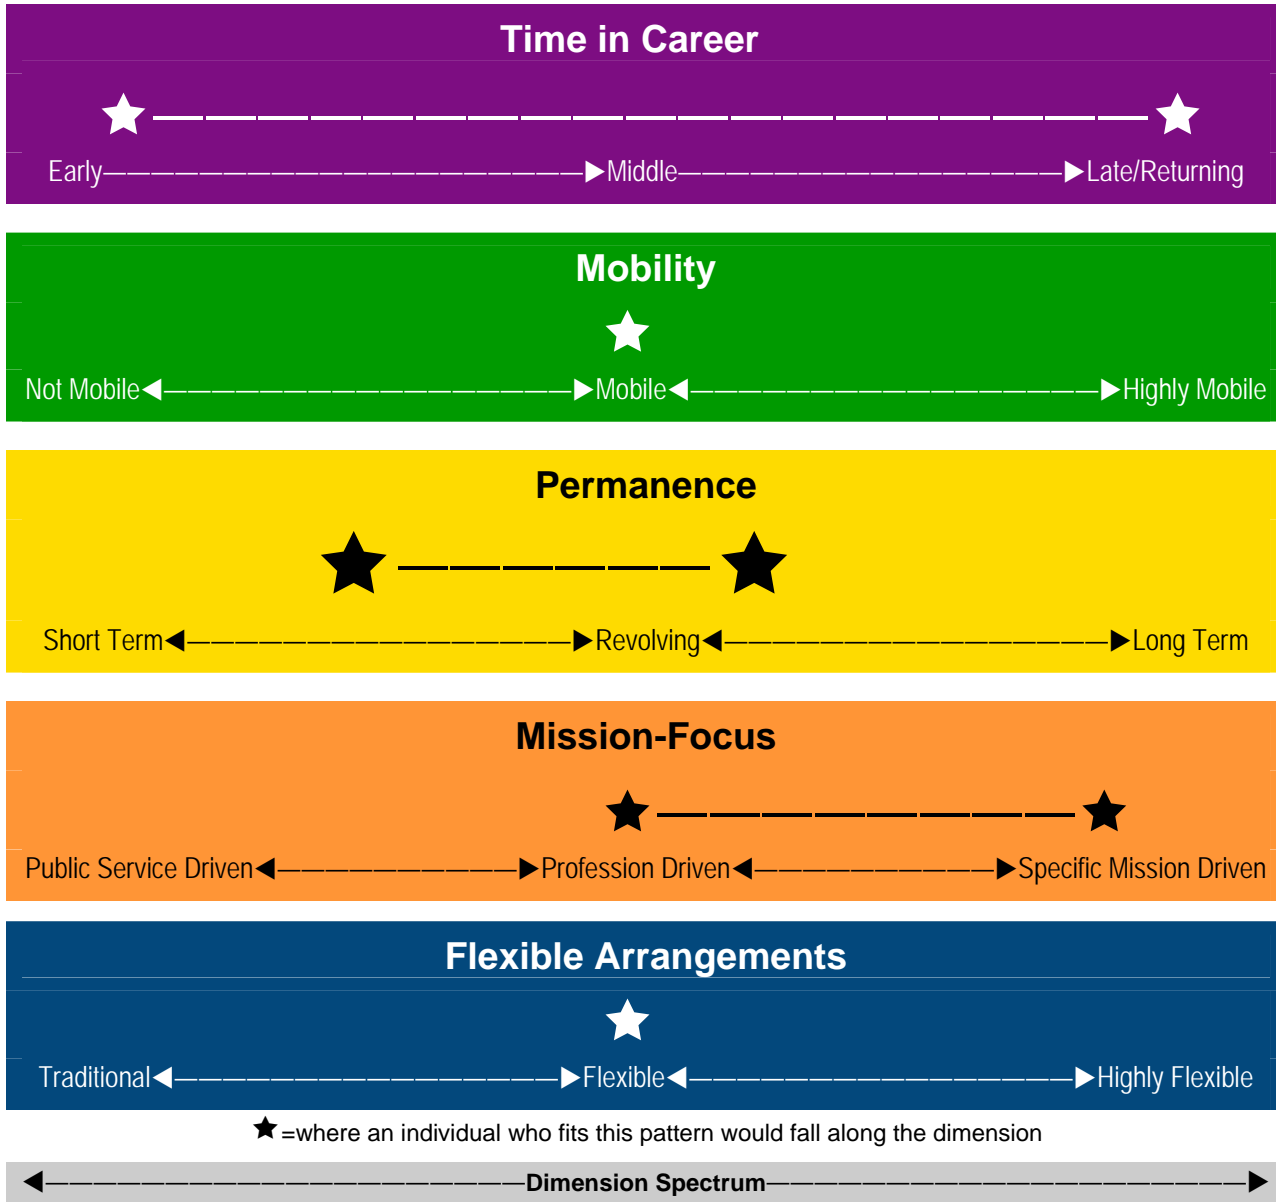 Time in Career
Early Middle Late/Returning
Mobility
Not Mobile Mobile Highly Mobile
Permanence
Short Term Revolving Long Term
Mission-Focus
Public Service Driven Profession Driven Specific Mission Driven
Flexible Arrangements
Traditional Flexible Highly Flexible
=where an individual who fits this pattern would fall along the dimension
Dimension Spectrum